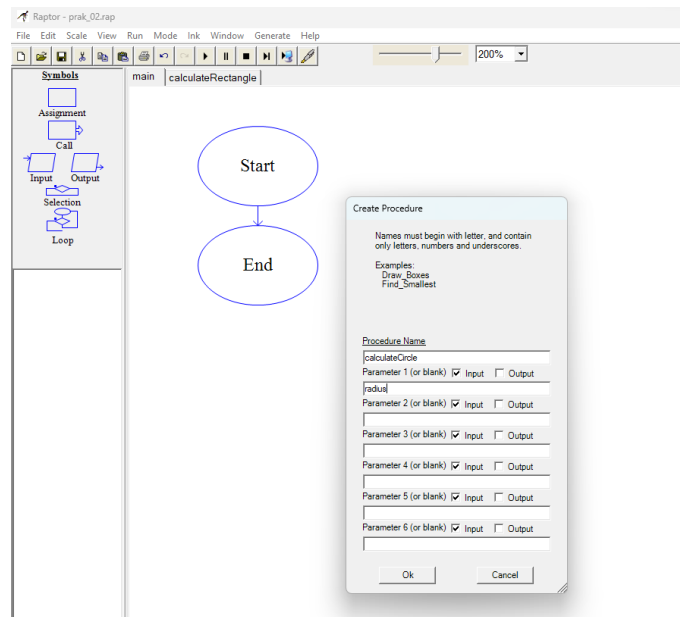 Raptor - prak_02.rap
File Edit Scale View Run Mode Ink Window Generate Help
200%
Symbols
Assignment
Call
Input Output
Selection
Loop
main calculateRectangle
Start
End
Create Procedure
Names must begin with letter, and contain
only letters, numbers and underscores.
Examples:
Draw_Boxes
Find_Smallest
Procedure Name
calculateCircle
Parameter 1 (or blank) Input Output
radius
Parameter 2 (or blank) Input Output
Parameter 3 (or blank) Input Output
Parameter 4 (or blank) Input Output
Parameter 5 (or blank) Input Output
Parameter 6 (or blank) Input Output
Ok Cancel